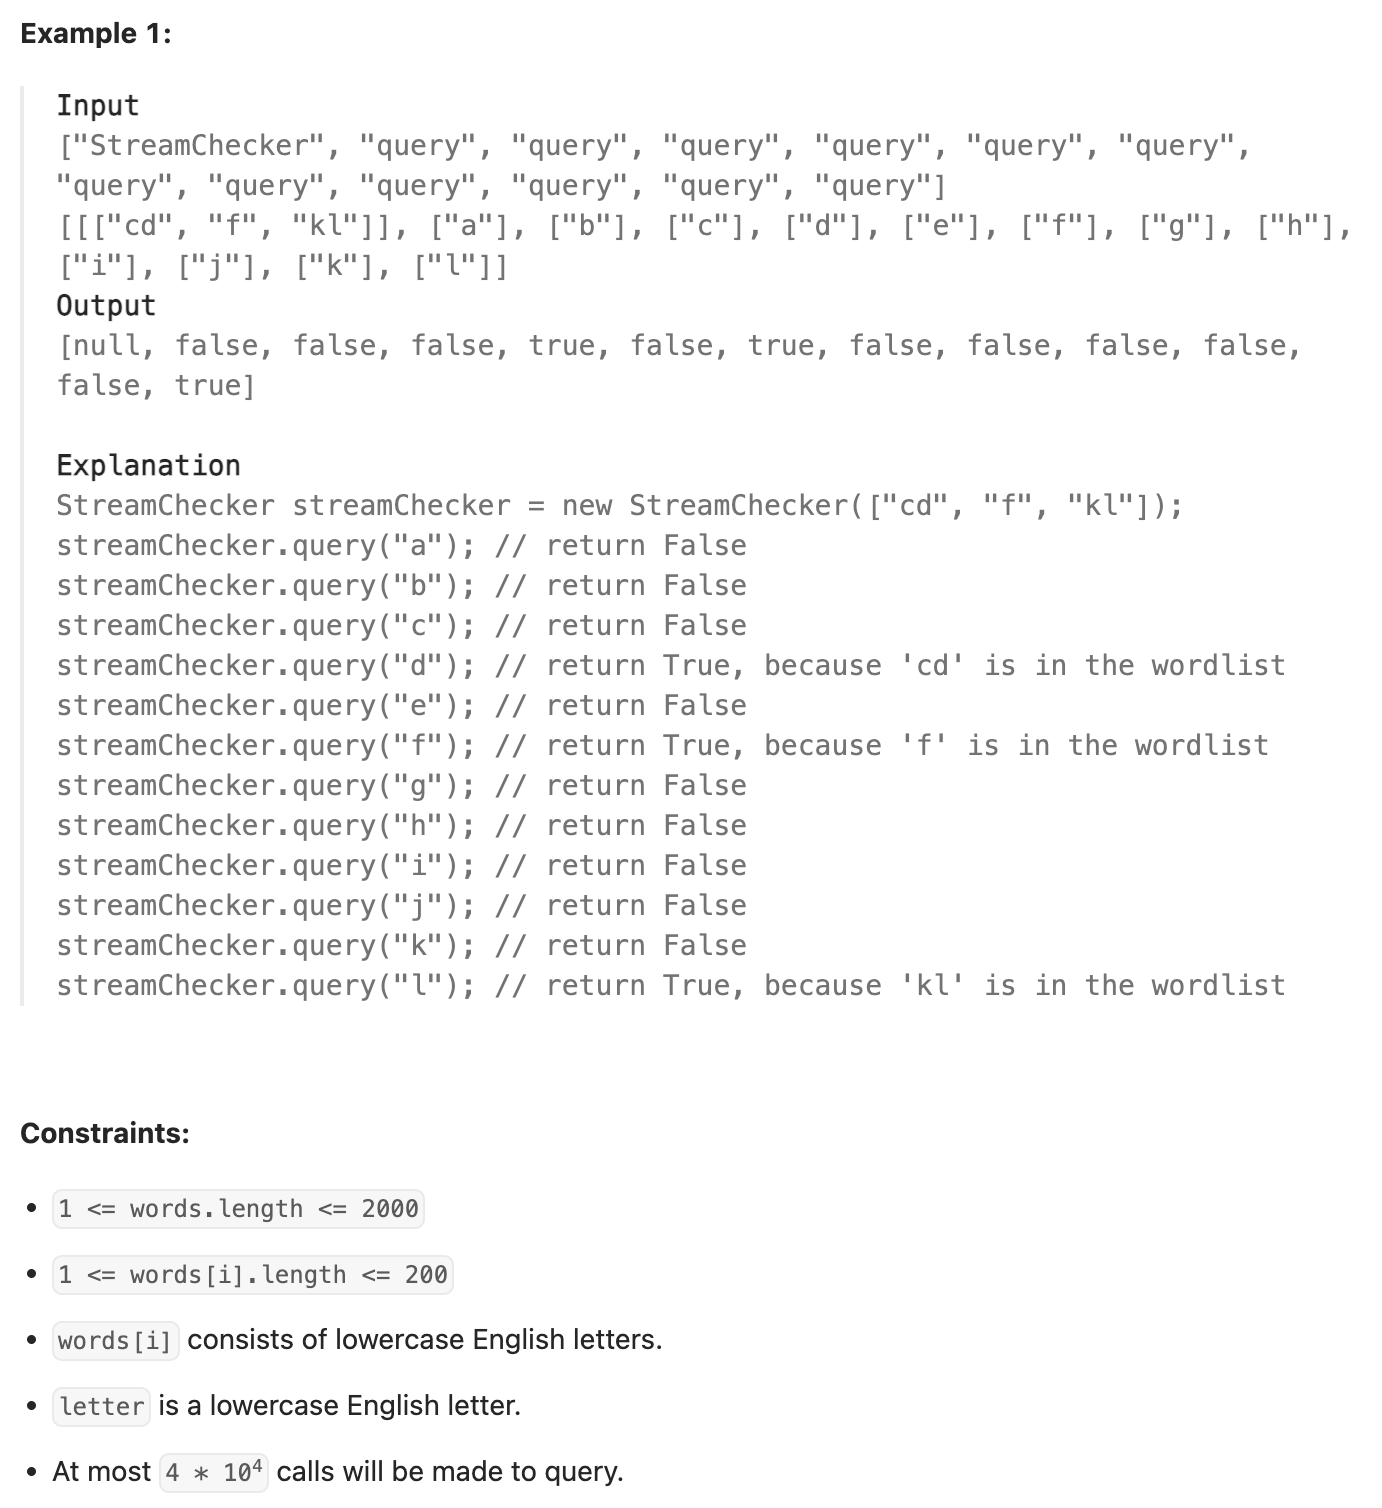 Example 1:
Input
["StreamChecker", "query", "query", "query", "query", "query", "query",
"query", "query", "query", "query", "query", "query"]
[[["cd", "f", "kl"]], ["a"], ["b"], ["c"], ["d"], ["e"], ["f"], ["g"], ["h"],
["i"], ["j"], ["k"], ["l"]]
Output
[null, false, false, false, true, false, true, false, false, false, false,
false, true]
Explanation
StreamChecker streamChecker = new StreamChecker(["cd", "f", "kl"]);
streamChecker.query("a"); // return False
streamChecker.query("b"); // return False
streamChecker.query("c"); // return False
streamChecker.query("d"); // return True, because 'cd' is in the wordlist
streamChecker.query("e"); // return False
streamChecker.query("f"); // return True, because 'f' is in the wordlist
streamChecker.query("g"); // return False
streamChecker.query("h"); // return False
streamChecker.query("i"); // return False
streamChecker.query("j"); // return False
streamChecker.query("k"); // return False
streamChecker.query("l"); // return True, because 'kl' is in the wordlist
Constraints:
• 1 <= words.length <= 2000
• 1 <= words[i].length <= 200
• words[i] consists of lowercase English letters.
• letter is a lowercase English letter.
• At most 4 * 10⁴ calls will be made to query.